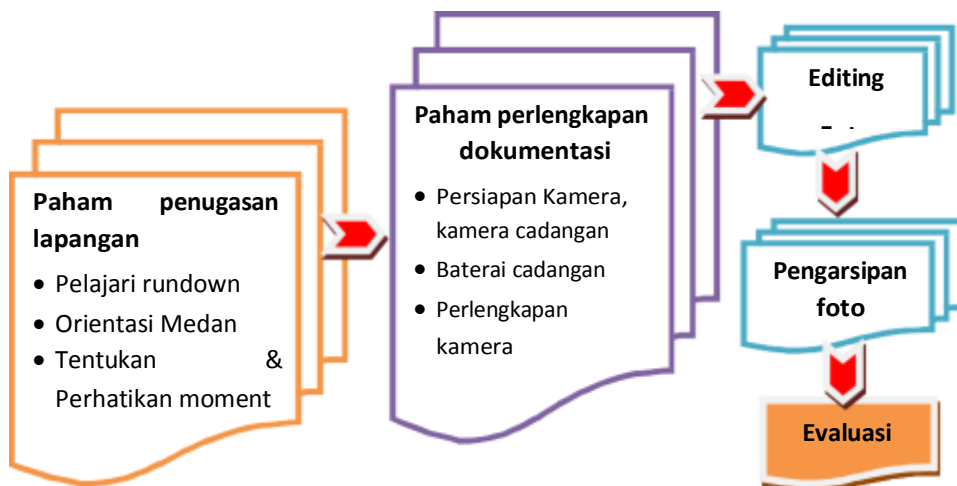 Paham penugasan
lapangan
• Pelajari rundown
• Orientasi Medan
• Tentukan &
Perhatikan moment
Paham perlengkapan
dokumentasi
• Persiapan Kamera,
kamera cadangan
• Baterai cadangan
• Perlengkapan
kamera
Editing
Pengarsipan
foto
Evaluasi